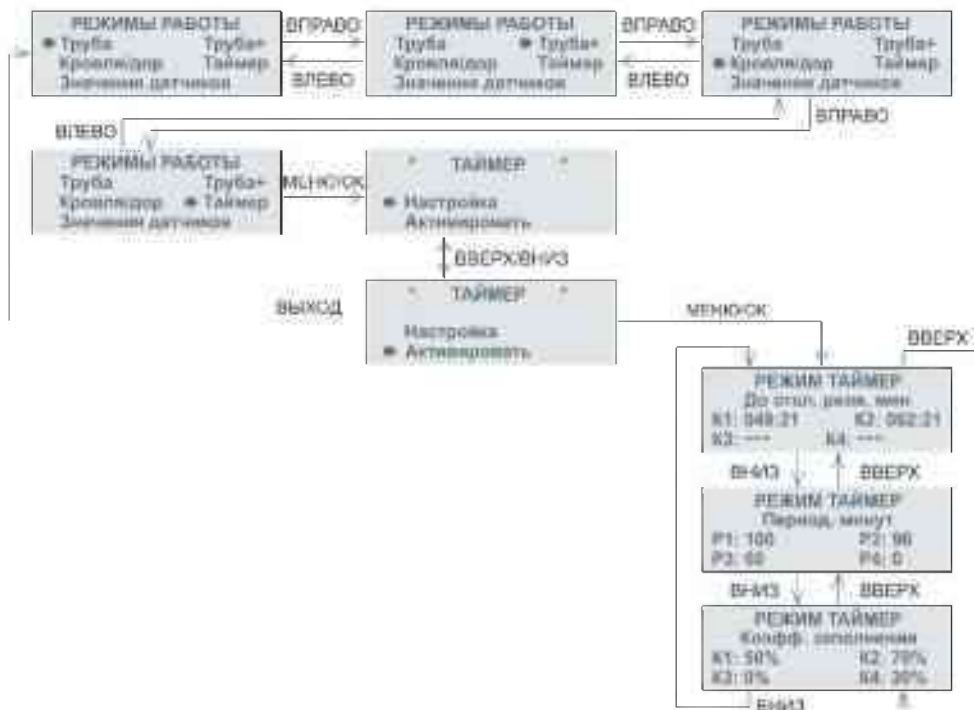 РЕЖИМЫ РАБОТЫ
Труба Труба+
Кровля/дор Таймер
Значения датчиков
ВПРАВО
ВЛЕВО
РЕЖИМЫ РАБОТЫ
Труба Труба+
Кровля/дор Таймер
Значения датчиков
ВПРАВО
ВЛЕВО
РЕЖИМЫ РАБОТЫ
Труба Труба+
Кровля/дор Таймер
Значения датчиков
ВЛЕВО
ВПРАВО
РЕЖИМЫ РАБОТЫ
Труба Труба+
Кровля/дор Таймер
Значения датчиков
МЕНЮ/ОК
* ТАЙМЕР *
Настройка
Активировать
ВВЕРХ/ВНИЗ
ВЫХОД
* ТАЙМЕР *
Настройка
Активировать
МЕНЮ/ОК
ВВЕРХ
РЕЖИМ ТАЙМЕР
До откл. реле, мин
К1: 049:21 К2: 062:21
К3: --- К4: ---
ВНИЗ ВВЕРХ
РЕЖИМ ТАЙМЕР
Период, минут
P1: 100 P2: 90
P3: 60 P4: 0
ВНИЗ ВВЕРХ
РЕЖИМ ТАЙМЕР
Коэфф. заполнения
К1: 50% К2: 70%
К3: 0% К4: 30%
ВНИЗ